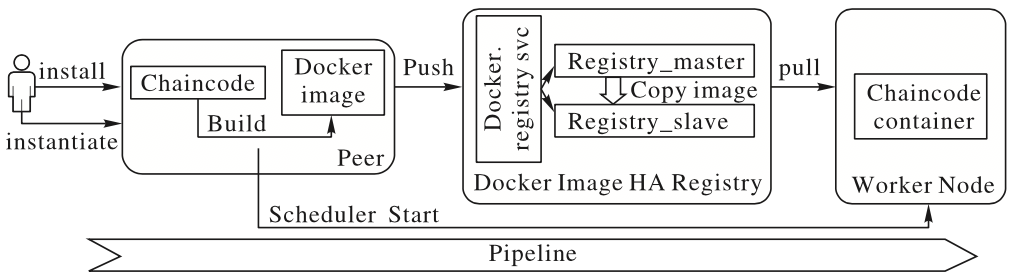 install
instantiate
Chaincode
Docker
image
Build
Peer
Push
Docker.
registry svc
Registry_master
Copy image
Registry_slave
Docker Image HA Registry
pull
Chaincode
container
Worker Node
Scheduler Start
Pipeline